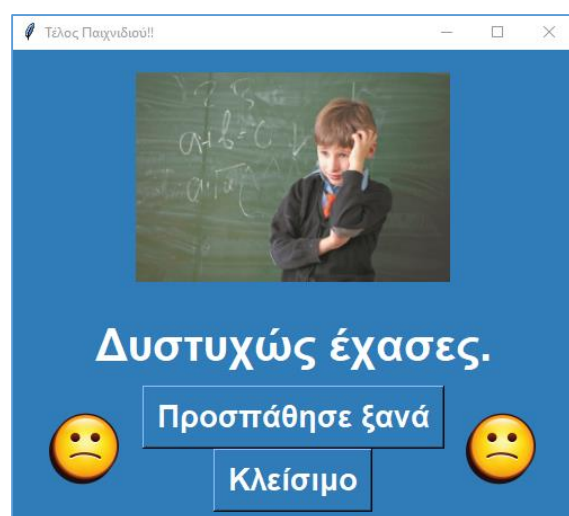 Τέλος Παιχνιδιού!!
a+b=c
Δυστυχώς έχασες.
Προσπάθησε ξανά
Κλείσιμο